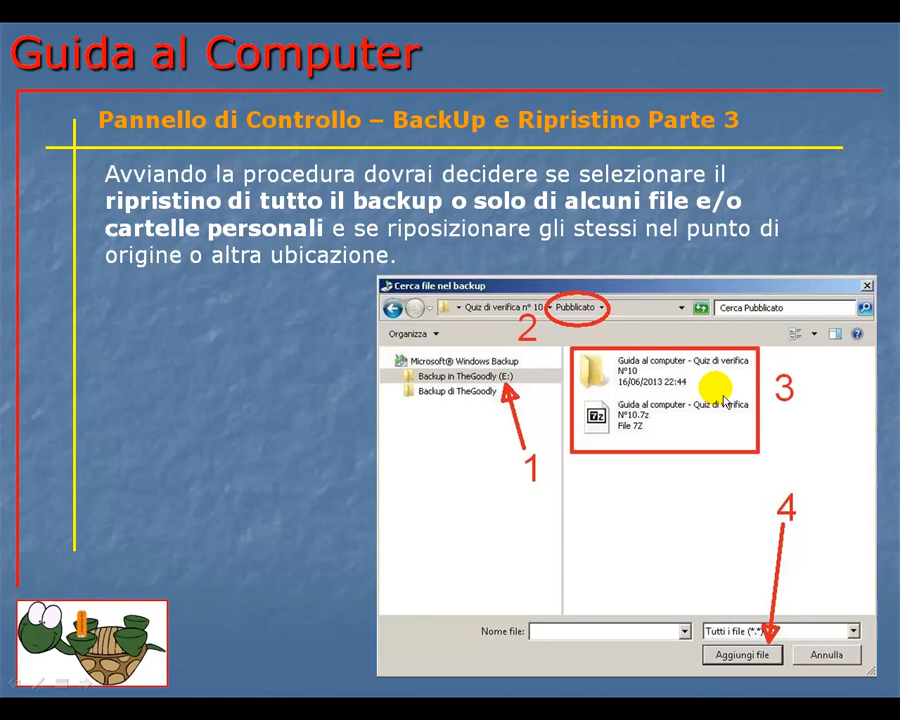 Guida al Computer
Pannello di Controllo – BackUp e Ripristino Parte 3
Avviando la procedura dovrai decidere se selezionare il
ripristino di tutto il backup o solo di alcuni file e/o
cartelle personali e se riposizionare gli stessi nel punto di
origine o altra ubicazione.
Cerca file nel backup
Quiz di verifica n° 10 Pubblicato
Cerca Pubblicato
2
Organizza
Microsoft® Windows Backup
Backup in TheGoodly (E:)
Backup di TheGoodly
1
Guida al computer - Quiz di verifica
N°10
16/06/2013 22:44
Guida al computer - Quiz di verifica
N°10.7z
File 7Z
3
4
Nome file:
Tutti i file (*.*)
Aggiungi file
Annulla